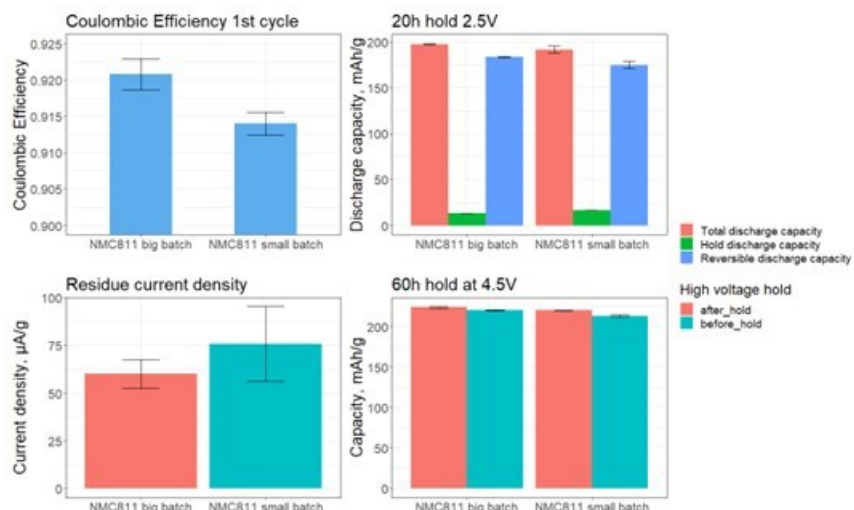 Coulombic Efficiency 1st cycle
Coulombic Efficiency
0.925
0.920
0.915
0.910
0.905
0.900
NMC811 big batch NMC811 small batch
20h hold 2.5V
Discharge capacity, mAh/g
200
150
100
50
0
NMC811 big batch NMC811 small batch
Total discharge capacity
Hold discharge capacity
Reversible discharge capacity
Residue current density
Current density, µA/g
100
75
50
25
0
NMC811 big batch NMC811 small batch
60h hold at 4.5V
Capacity, mAh/g
200
150
100
50
0
NMC811 big batch NMC811 small batch
High voltage hold
after_hold
before_hold